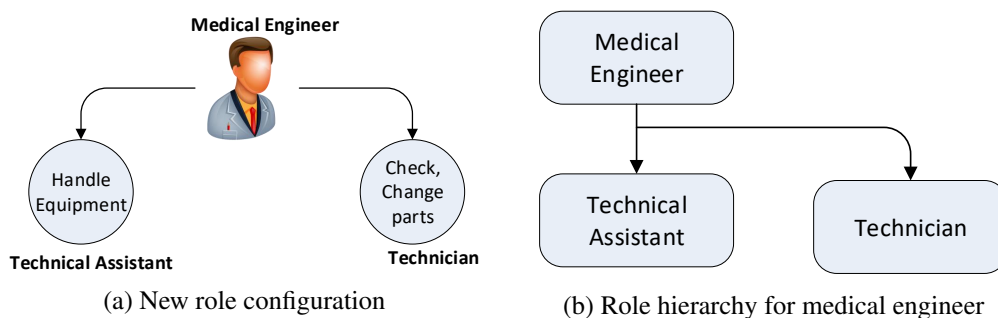 Medical Engineer
Handle
Equipment
Technical Assistant
Check,
Change
parts
Technician
(a) New role configuration
Medical
Engineer
Technical
Assistant
Technician
(b) Role hierarchy for medical engineer